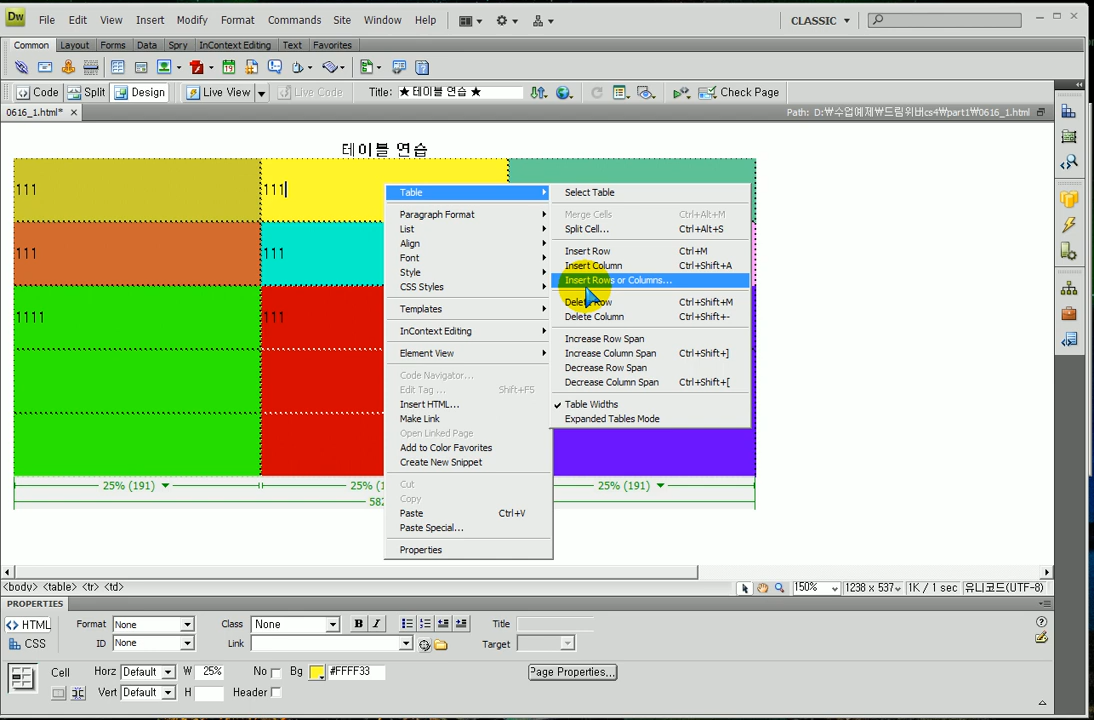 Dw File Edit View Insert Modify Format Commands Site Window Help CLASSIC
Common Layout Forms Data Spry InContext Editing Text Favorites
Code Split Design Live View Live Code Title: ★ 테이블 연습 ★ Check Page
0616_1.html* Path: D:￦수업예제￦드림위버cs4￦part1￦0616_1.html
테이블 연습
111 111
111 111
1111 111
Table
Paragraph Format
List
Align
Font
Style
CSS Styles
Templates
InContext Editing
Element View
Code Navigator...
Edit Tag ... Shift+F5
Insert HTML...
Make Link
Open Linked Page
Add to Color Favorites
Create New Snippet
Cut
Copy
Paste Ctrl+V
Paste Special...
Properties
Select Table
Merge Cells Ctrl+Alt+M
Split Cell... Ctrl+Alt+S
Insert Row Ctrl+M
Insert Column Ctrl+Shift+A
Insert Rows or Columns...
Delete Row Ctrl+Shift+M
Delete Column Ctrl+Shift+-
Increase Row Span
Increase Column Span Ctrl+Shift+]
Decrease Row Span
Decrease Column Span Ctrl+Shift+[
Table Widths
Expanded Tables Mode
25% (191) 25% 25% (191)
<body> <table> <tr> <td> 150% 1238 x 537 1K / 1 sec 유니코드(UTF-8)
PROPERTIES
HTML Format None Class None B I Title
CSS ID None Link Target
Cell Horz Default W 25% No Bg #FFFF33 Page Properties...
Vert Default H Header